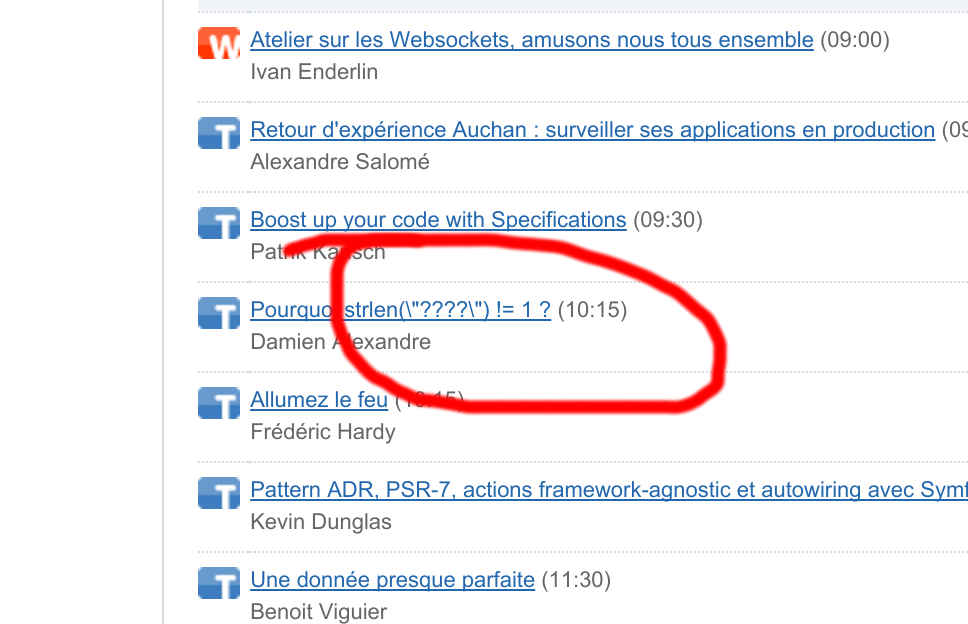 W Atelier sur les Websockets, amusons nous tous ensemble (09:00)
Ivan Enderlin
T Retour d'expérience Auchan : surveiller ses applications en production (09
Alexandre Salomé
T Boost up your code with Specifications (09:30)
Patrik
T Pourquoi strlen(\"????\") != 1 ? (10:15)
Damien Alexandre
T Allumez le feu (10:15)
Frédéric Hardy
T Pattern ADR, PSR-7, actions framework-agnostic et autowiring avec Symf
Kevin Dunglas
T Une donnée presque parfaite (11:30)
Benoit Viguier